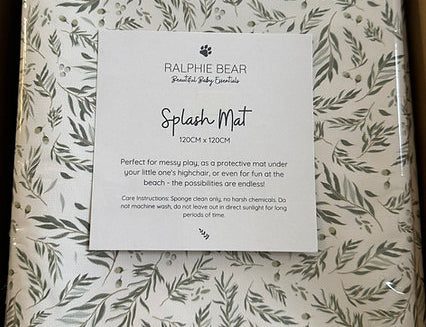 RALPHIE BEAR
Beautiful Baby Essentials
Splash Mat
120CM x 120CM
Perfect for messy play, as a protective mat under
your little one's highchair, or even for fun at the
beach - the possibilities are endless!
Care Instructions: Sponge clean only, no harsh chemicals. Do
not machine wash, do not leave out in direct sunlight for long
periods of time.